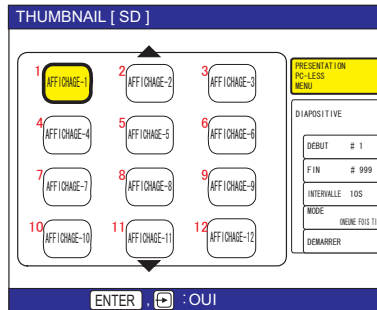 THUMBNAIL [ SD ]
1 AFFICHAGE-1
2 AFFICHAGE-2
3 AFFICHAGE-3
4 AFFICHAGE-4
5 AFFICHAGE-5
6 AFFICHAGE-6
7 AFFICHAGE-7
8 AFFICHAGE-8
9 AFFICHAGE-9
10 AFFICHAGE-10
11 AFFICHAGE-11
12 AFFICHAGE-12
PRESENTATION
PC-LESS
MENU
DIAPOSITIVE
DEBUT # 1
FIN # 999
INTERVALLE 10S
MODE
FOIS
DÉMARRER
ENTER , : OUI